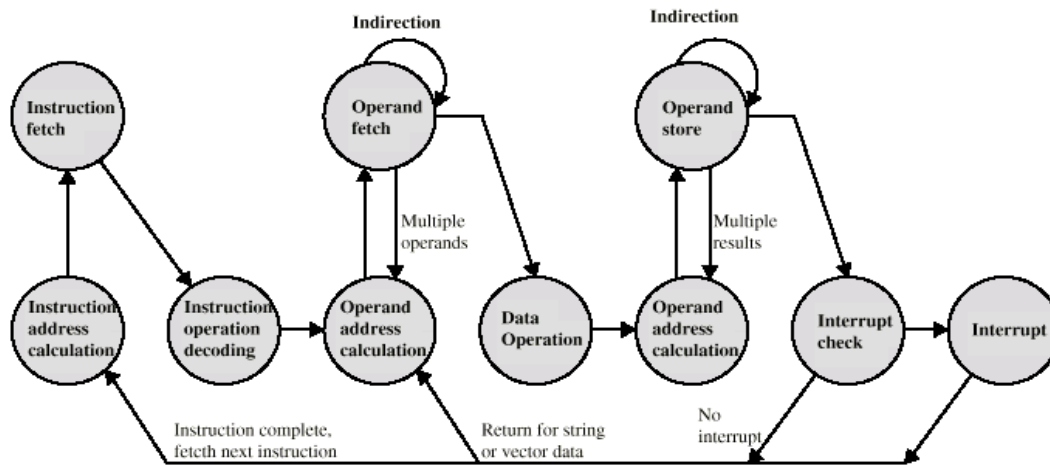 Indirection
Indirection
Instruction
fetch
Operand
fetch
Operand
store
Multiple
operands
Multiple
results
Instruction
address
calculation
Instruction
operation
decoding
Operand
address
calculation
Data
Operation
Operand
address
calculation
Interrupt
check
Interrupt
Instruction complete,
fetcth next instruction
Return for string
or vector data
No
interrupt